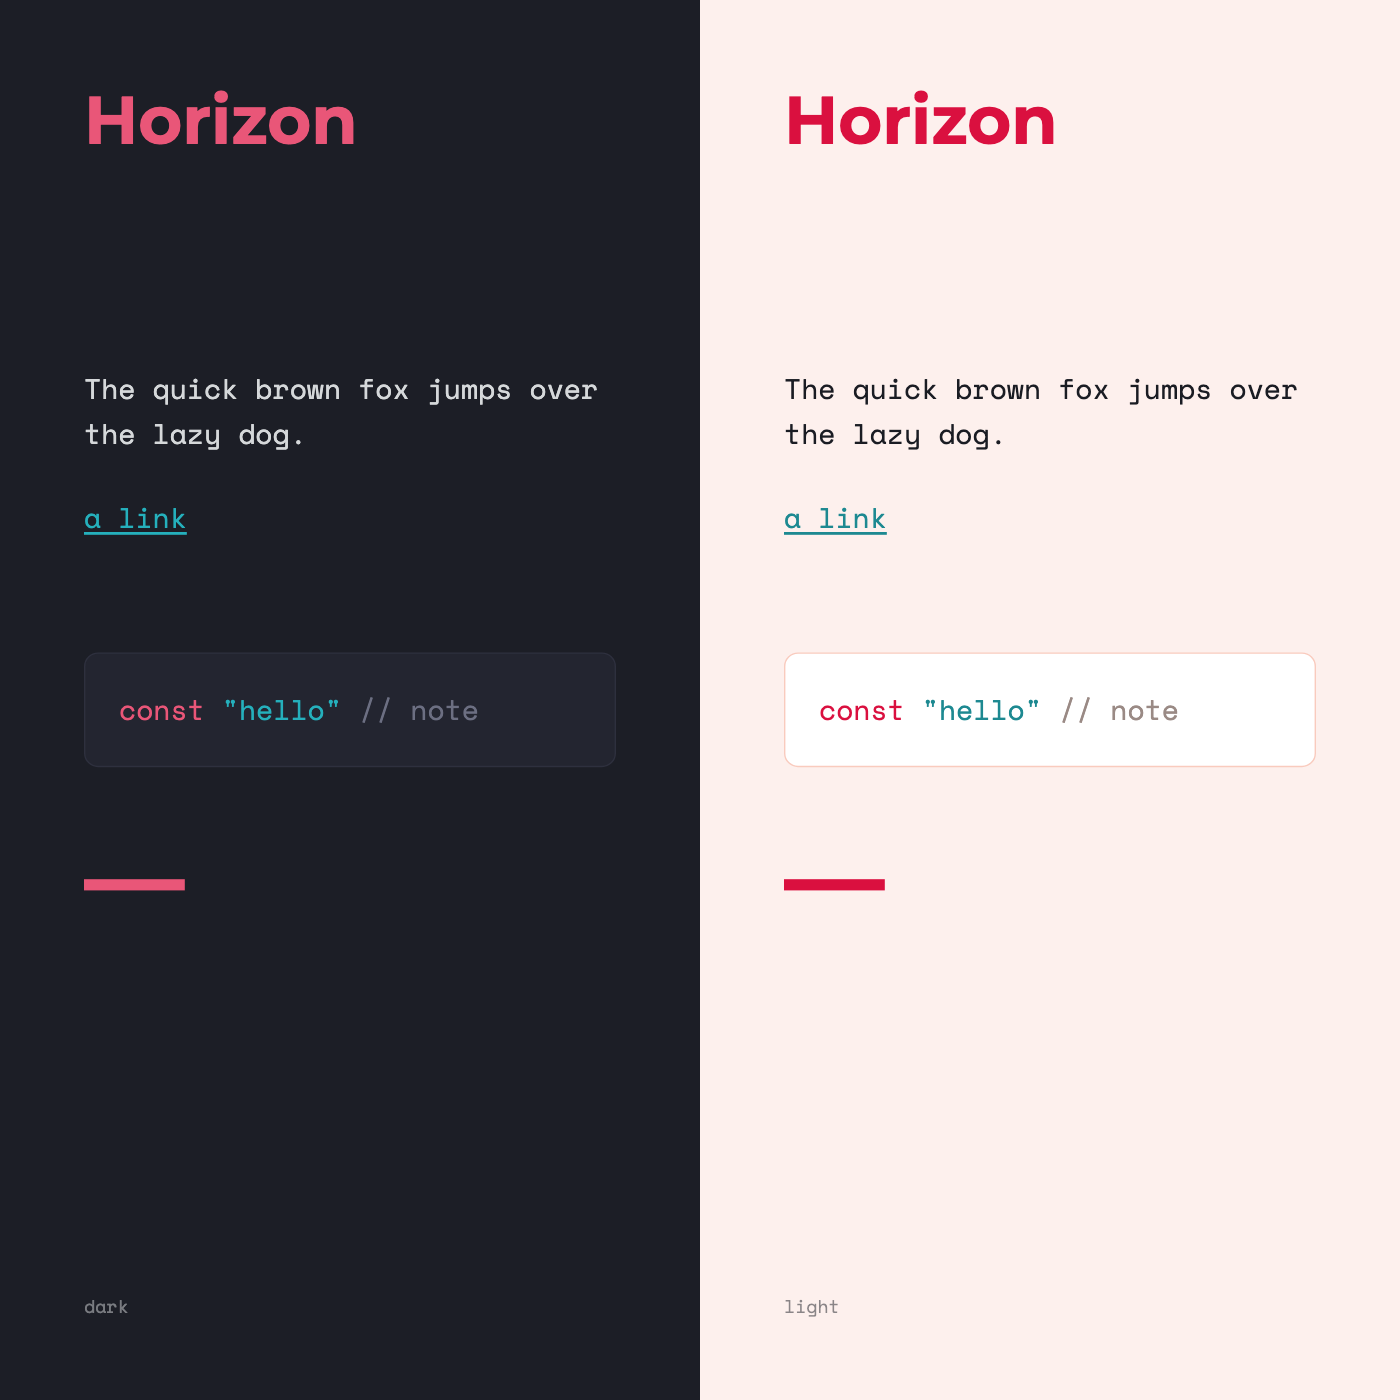 Horizon
The quick brown fox jumps over
the lazy dog.
a link
const "hello" // note
dark
Horizon
The quick brown fox jumps over
the lazy dog.
a link
const "hello" // note
light